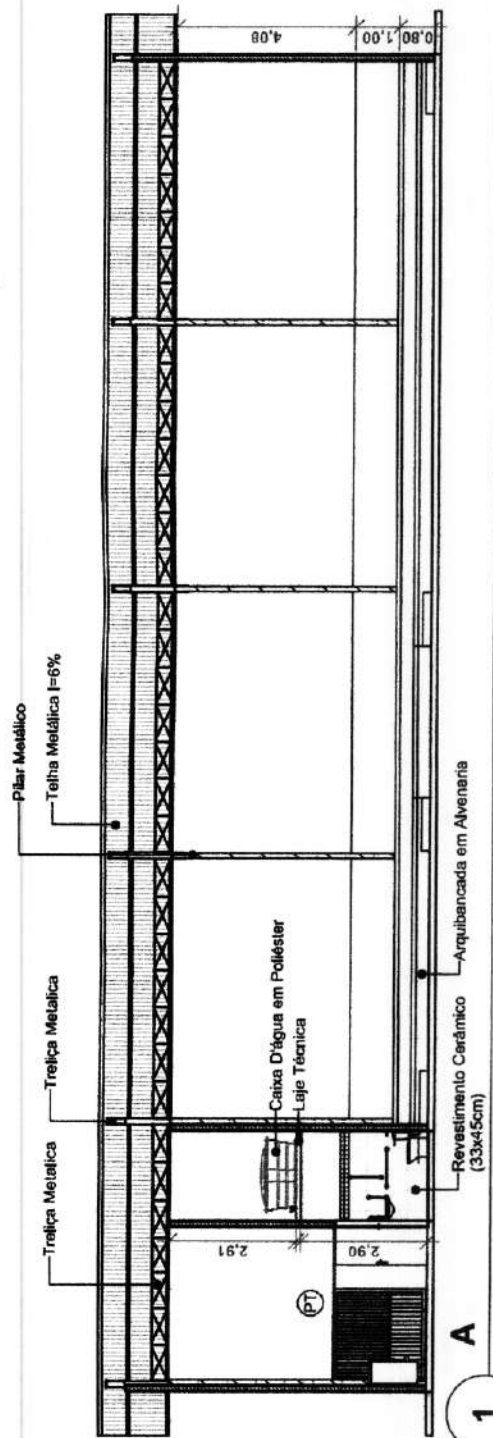 Treliça Metalica
Treliça Metalica
Pilar Metálico
Telha Metálica I=6%
Caixa D'água em Poliéster
Laje Técnica
PT
2,91
2,90
4,08
1,00
0,80
Revestimento Cerâmico
(33x45cm)
Arquibancada em Alvenaria
1
A